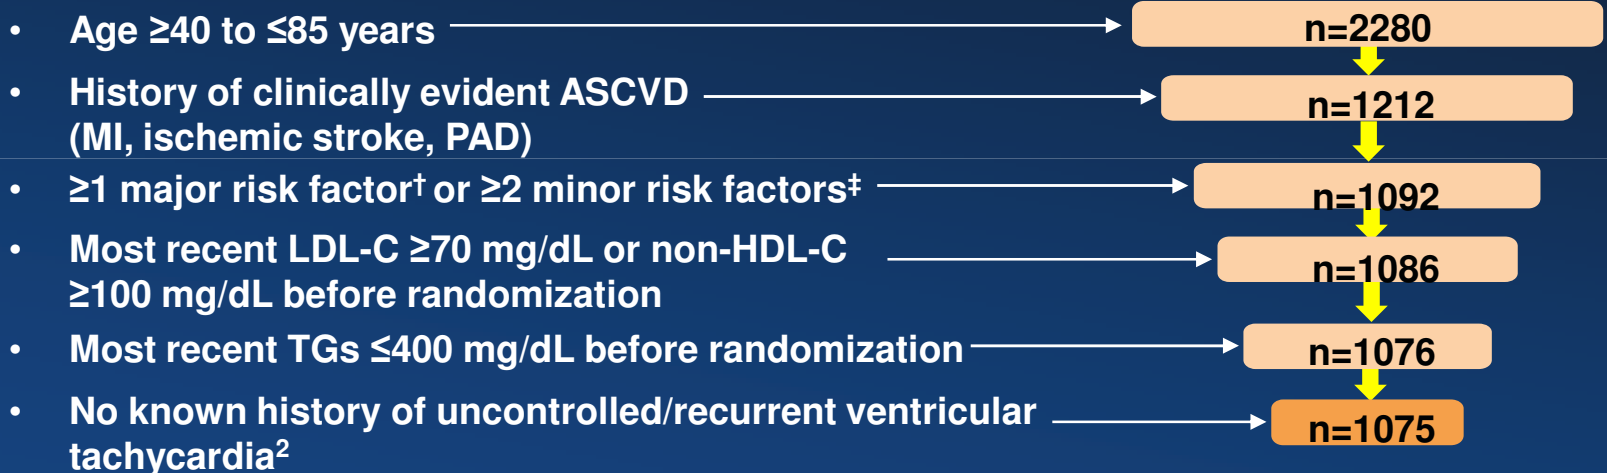 • Age ≥40 to ≤85 years
n=2280
• History of clinically evident ASCVD
(MI, ischemic stroke, PAD)
n=1212
• ≥1 major risk factor† or ≥2 minor risk factors‡
n=1092
• Most recent LDL-C ≥70 mg/dL or non-HDL-C
≥100 mg/dL before randomization
n=1086
• Most recent TGs ≤400 mg/dL before randomization
n=1076
• No known history of uncontrolled/recurrent ventricular
tachycardia²
n=1075